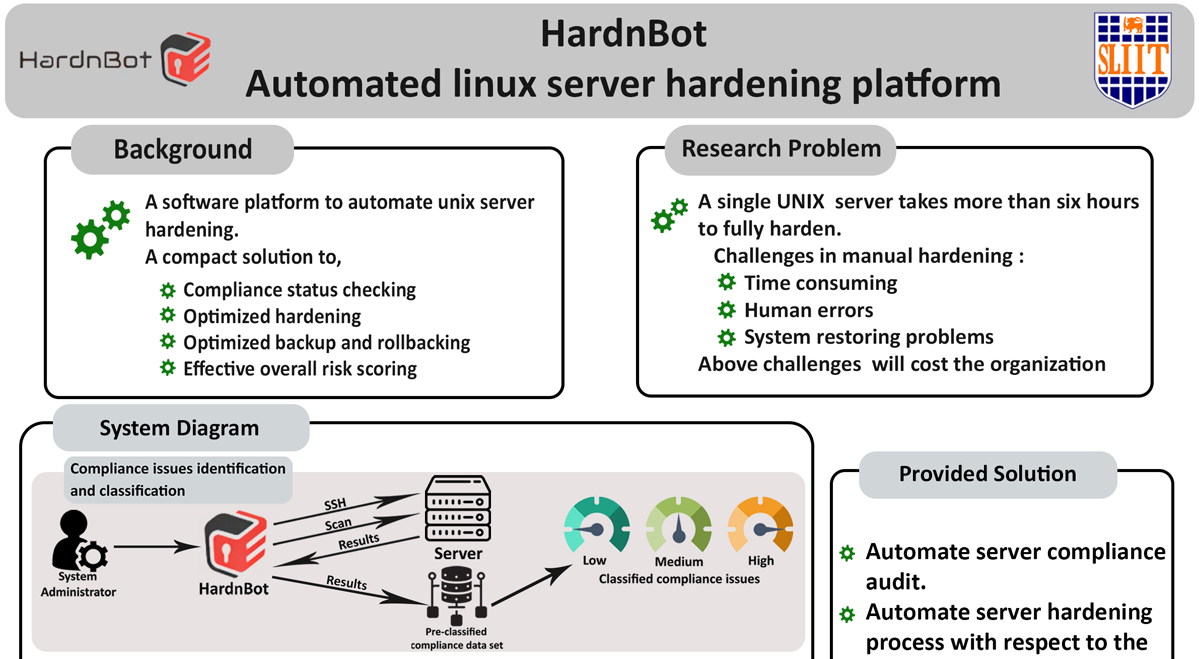 HardnBot
HardnBot
Automated linux server hardening platform
SLIIT
Background
A software platform to automate unix server
hardening.
A compact solution to,
Compliance status checking
Optimized hardening
Optimized backup and rollbacking
Effective overall risk scoring
Research Problem
A single UNIX server takes more than six hours
to fully harden.
Challenges in manual hardening :
Time consuming
Human errors
System restoring problems
Above challenges will cost the organization
System Diagram
Compliance issues identification
and classification
System
Administrator
HardnBot
SSH
Scan
Results
Results
Server
Pre-classified
compliance data set
Low
Medium
High
Classified compliance issues
Provided Solution
Automate server compliance
audit.
Automate server hardening
process with respect to the